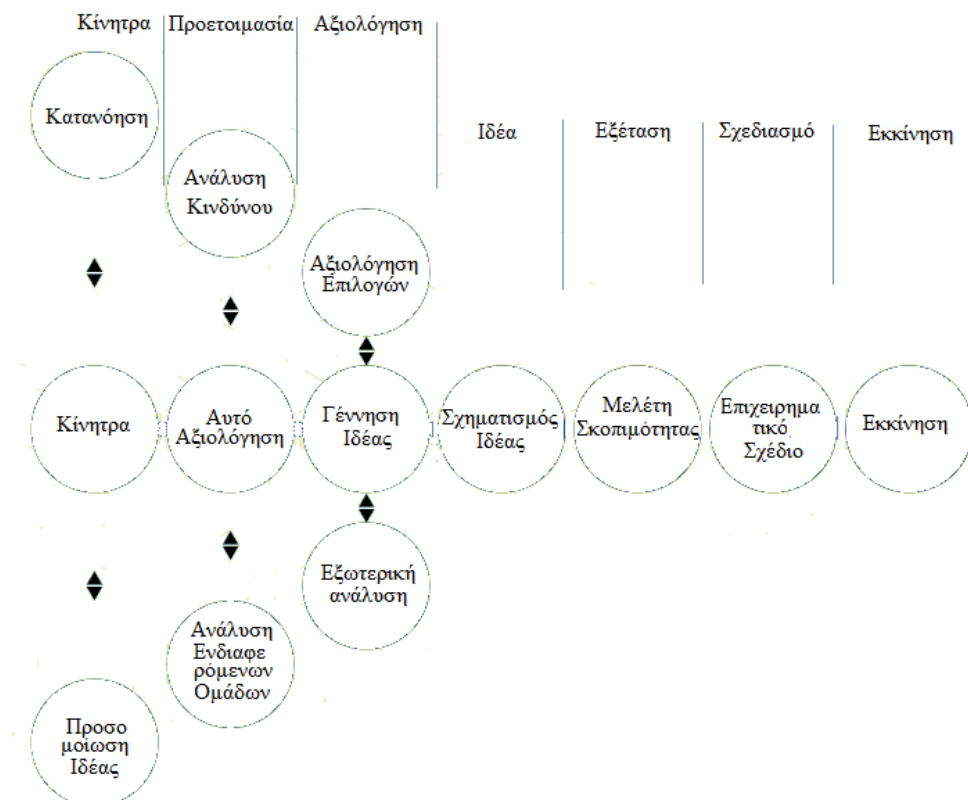 Κίνητρα
Προετοιμασία
Αξιολόγηση
Κατανόηση
Ιδέα
Εξέταση
Σχεδιασμό
Εκκίνηση
Ανάλυση
Κινδύνου
Αξιολόγηση
Επιλογών
Κίνητρα
Αυτό
Αξιολόγηση
Γέννηση
Ιδέας
Σχηματισμός
Ιδέας
Μελέτη
Σκοπιμότητας
Επιχειρημα
τικό
Σχέδιο
Εκκίνηση
Εξωτερική
ανάλυση
Ανάλυση
Ενδιαφε
ρόμενων
Ομάδων
Προσο
μοίωση
Ιδέας